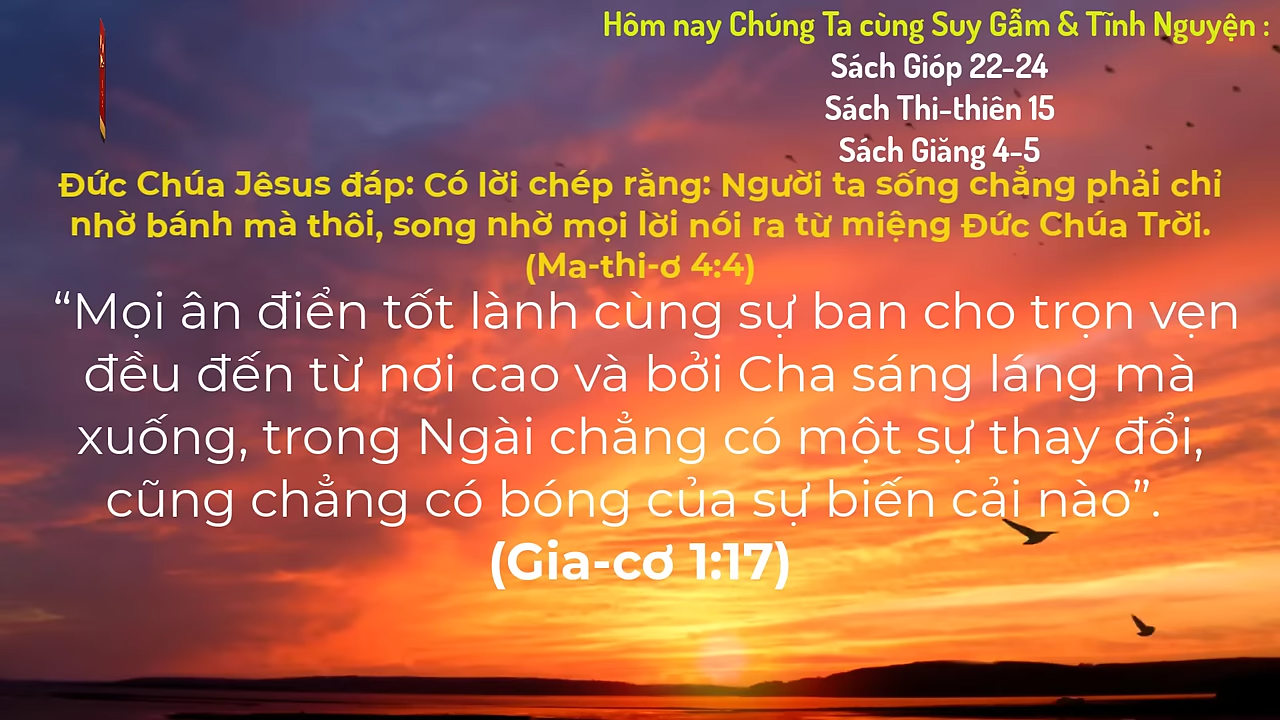 Hôm nay Chúng Ta cùng Suy Gẫm & Tĩnh Nguyện :
Sách Gióp 22-24
Sách Thi-thiên 15
Sách Giăng 4-5
Đức Chúa Jêsus đáp: Có lời chép rằng: Người ta sống chẳng phải chỉ
nhờ bánh mà thôi, song nhờ mọi lời nói ra từ miệng Đức Chúa Trời.
(Ma-thi-ơ 4:4)
“Mọi ân điển tốt lành cùng sự ban cho trọn vẹn
đều đến từ nơi cao và bởi Cha sáng láng mà
xuống, trong Ngài chẳng có một sự thay đổi,
cũng chẳng có bóng của sự biến cải nào”.
(Gia-cơ 1:17)